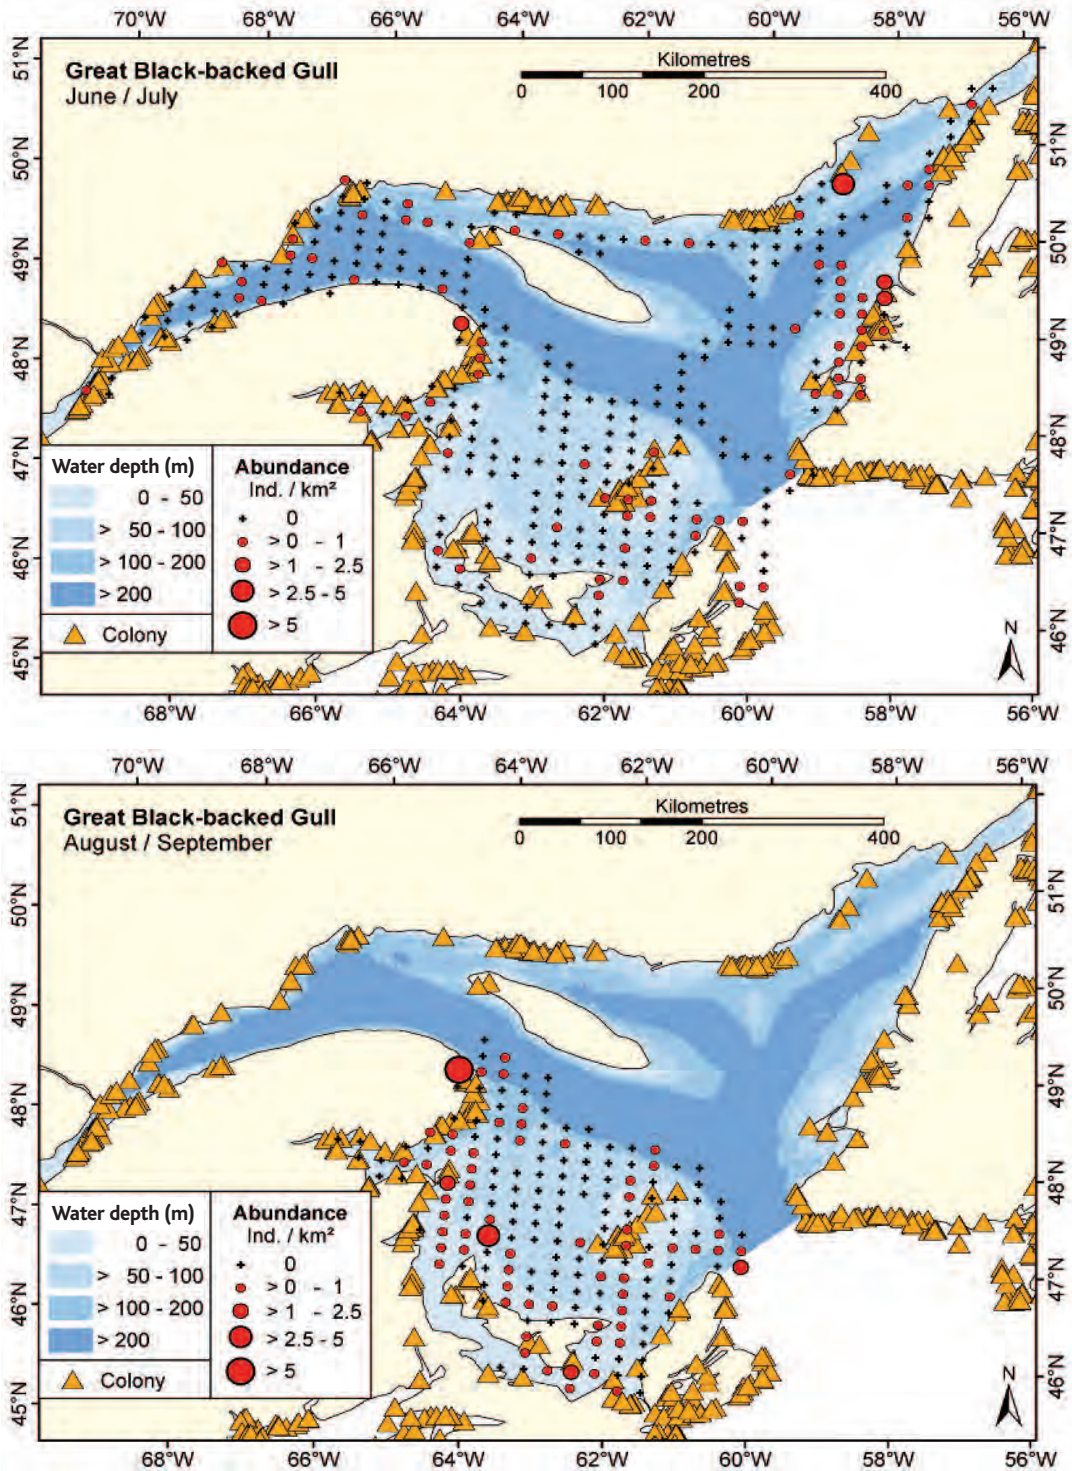 70°W 68°W 66°W 64°W 62°W 60°W 58°W 56°W
51°N
50°N
49°N
48°N
47°N
46°N
45°N
Great Black-backed Gull
June / July
Kilometres
0 100 200 400
51°N
50°N
49°N
48°N
47°N
46°N
Water depth (m)
0 - 50
> 50 - 100
> 100 - 200
> 200
Colony
Abundance
Ind. / km²
0
> 0 - 1
> 1 - 2.5
> 2.5 - 5
> 5
N
68°W 66°W 64°W 62°W 60°W 58°W 56°W
70°W 68°W 66°W 64°W 62°W 60°W 58°W 56°W
51°N
50°N
49°N
48°N
47°N
46°N
45°N
Great Black-backed Gull
August / September
Kilometres
0 100 200 400
51°N
50°N
49°N
48°N
47°N
46°N
Water depth (m)
0 - 50
> 50 - 100
> 100 - 200
> 200
Colony
Abundance
Ind. / km²
0
> 0 - 1
> 1 - 2.5
> 2.5 - 5
> 5
N
68°W 66°W 64°W 62°W 60°W 58°W 56°W